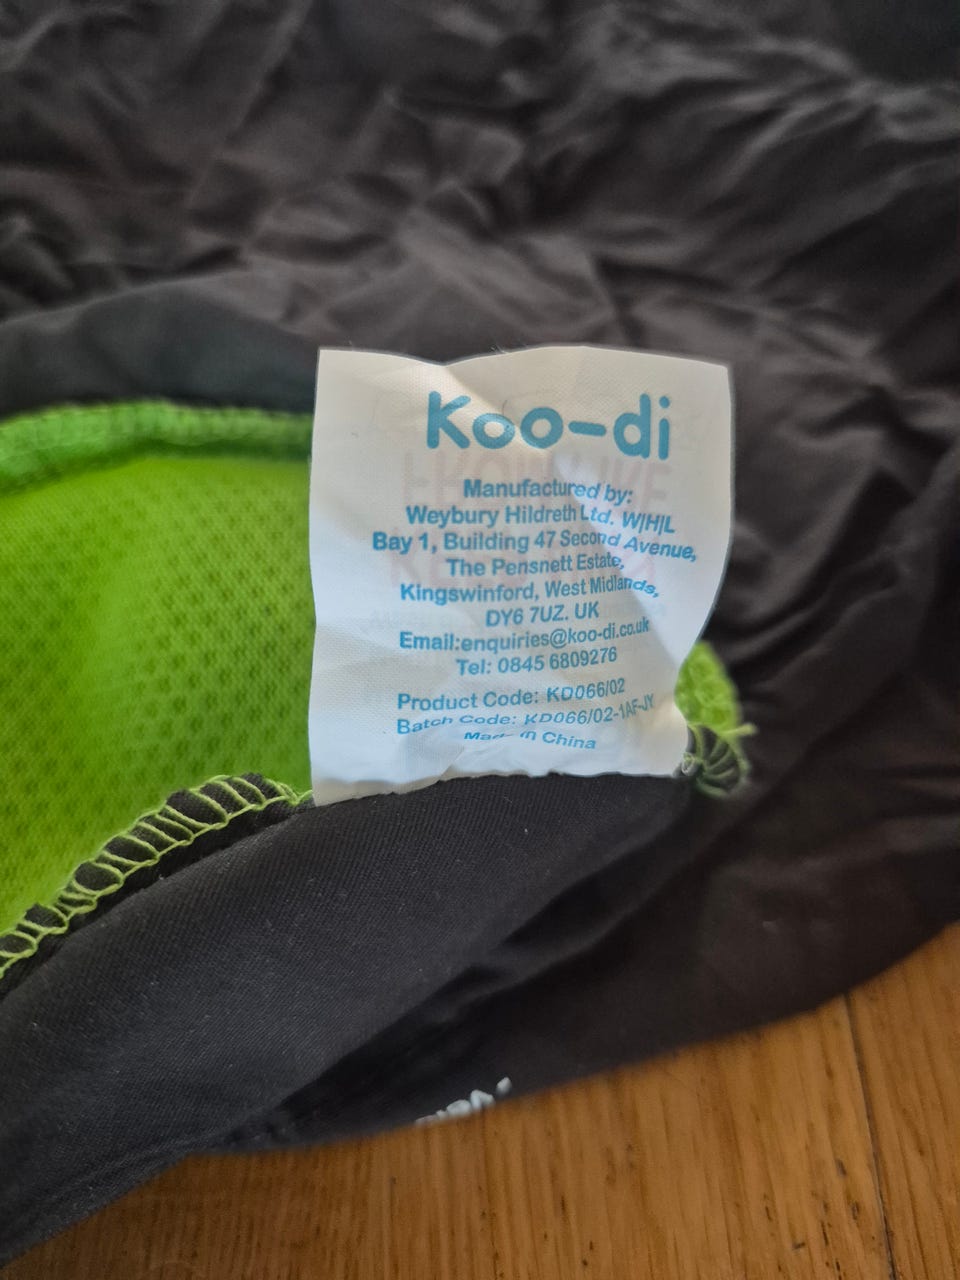 Koo-di
Manufactured by:
Weybury Hildreth Ltd. W|H|L
Bay 1, Building 47 Second Avenue,
The Pensnett Estate,
Kingswinford, West Midlands,
DY6 7UZ. UK
Email:enquiries@koo-di.co.uk
Tel: 0845 6809276
Product Code: KD066/02
Batch Code: KD066/02-1AF-JY
Made in China